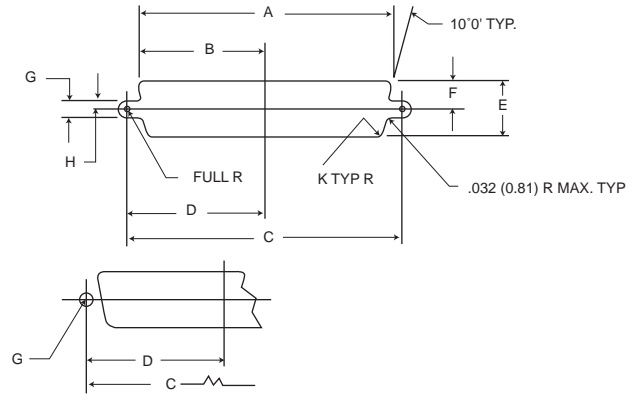 A
10°0' TYP.
B
G
F
E
H
FULL R
K TYP R
.032 (0.81) R MAX. TYP
D
C
G
D
C